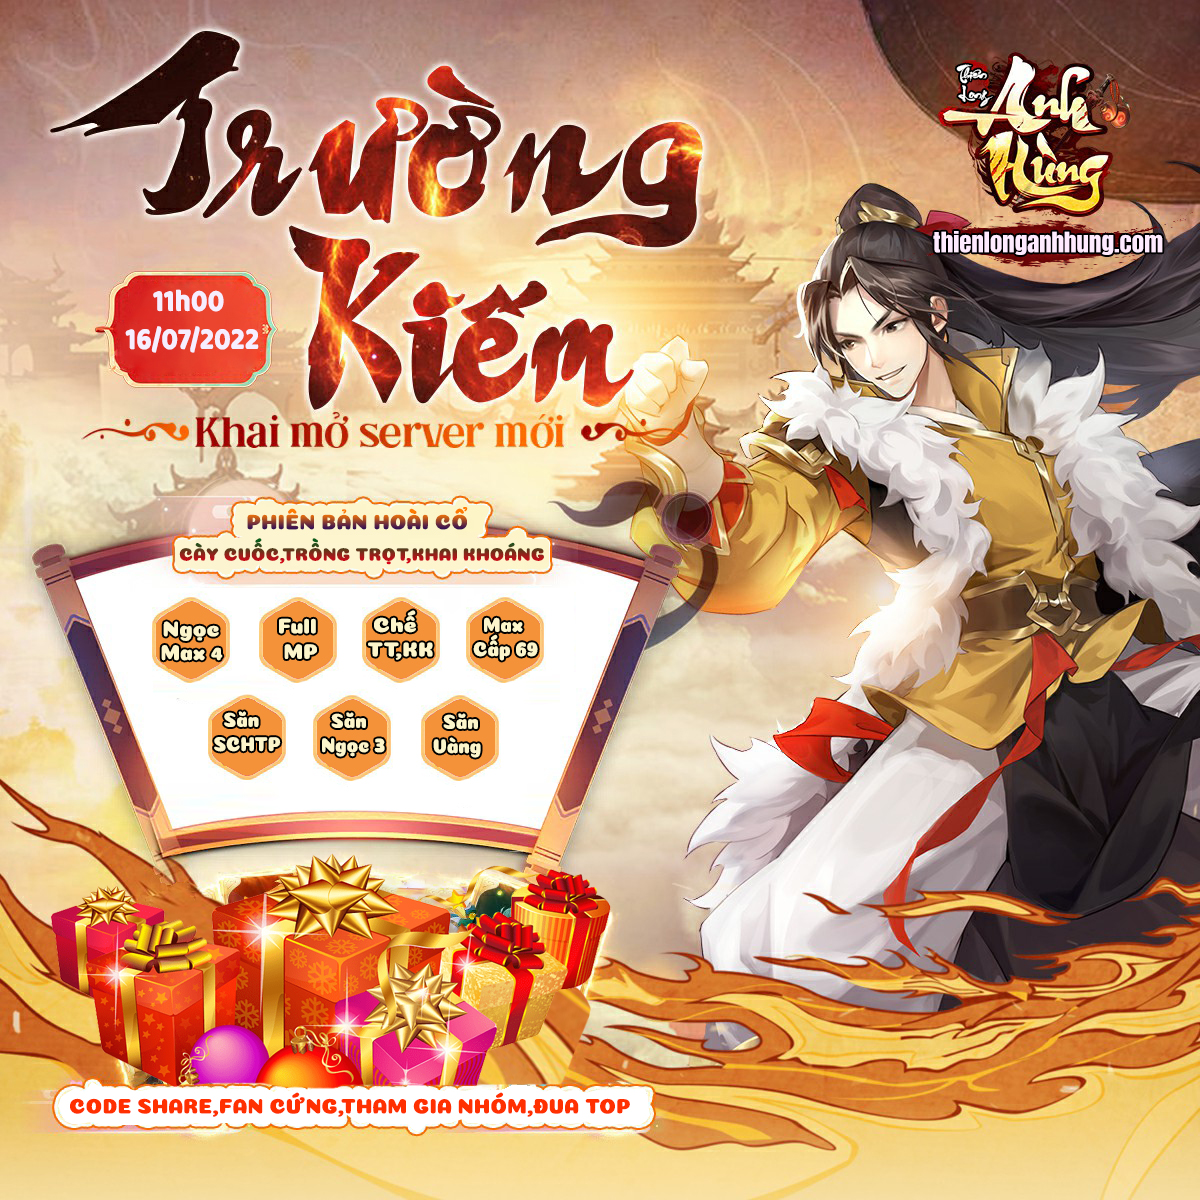 Trường
Kiếm
Thiên
Long
Anh
Hùng
thienlonganhhung.com
11h00
16/07/2022
Khai mở server mới
PHIÊN BẢN HOÀI CỔ
CÀY CUỐC,TRỒNG TRỌT,KHAI KHOÁNG
Ngọc
Max 4
Full
MP
Chế
TT,KK
Max
Cấp 69
Săn
SCHTP
Săn
Ngọc 3
Săn
Vàng
CODE SHARE,FAN CỨNG,THAM GIA NHÓM,ĐUA TOP